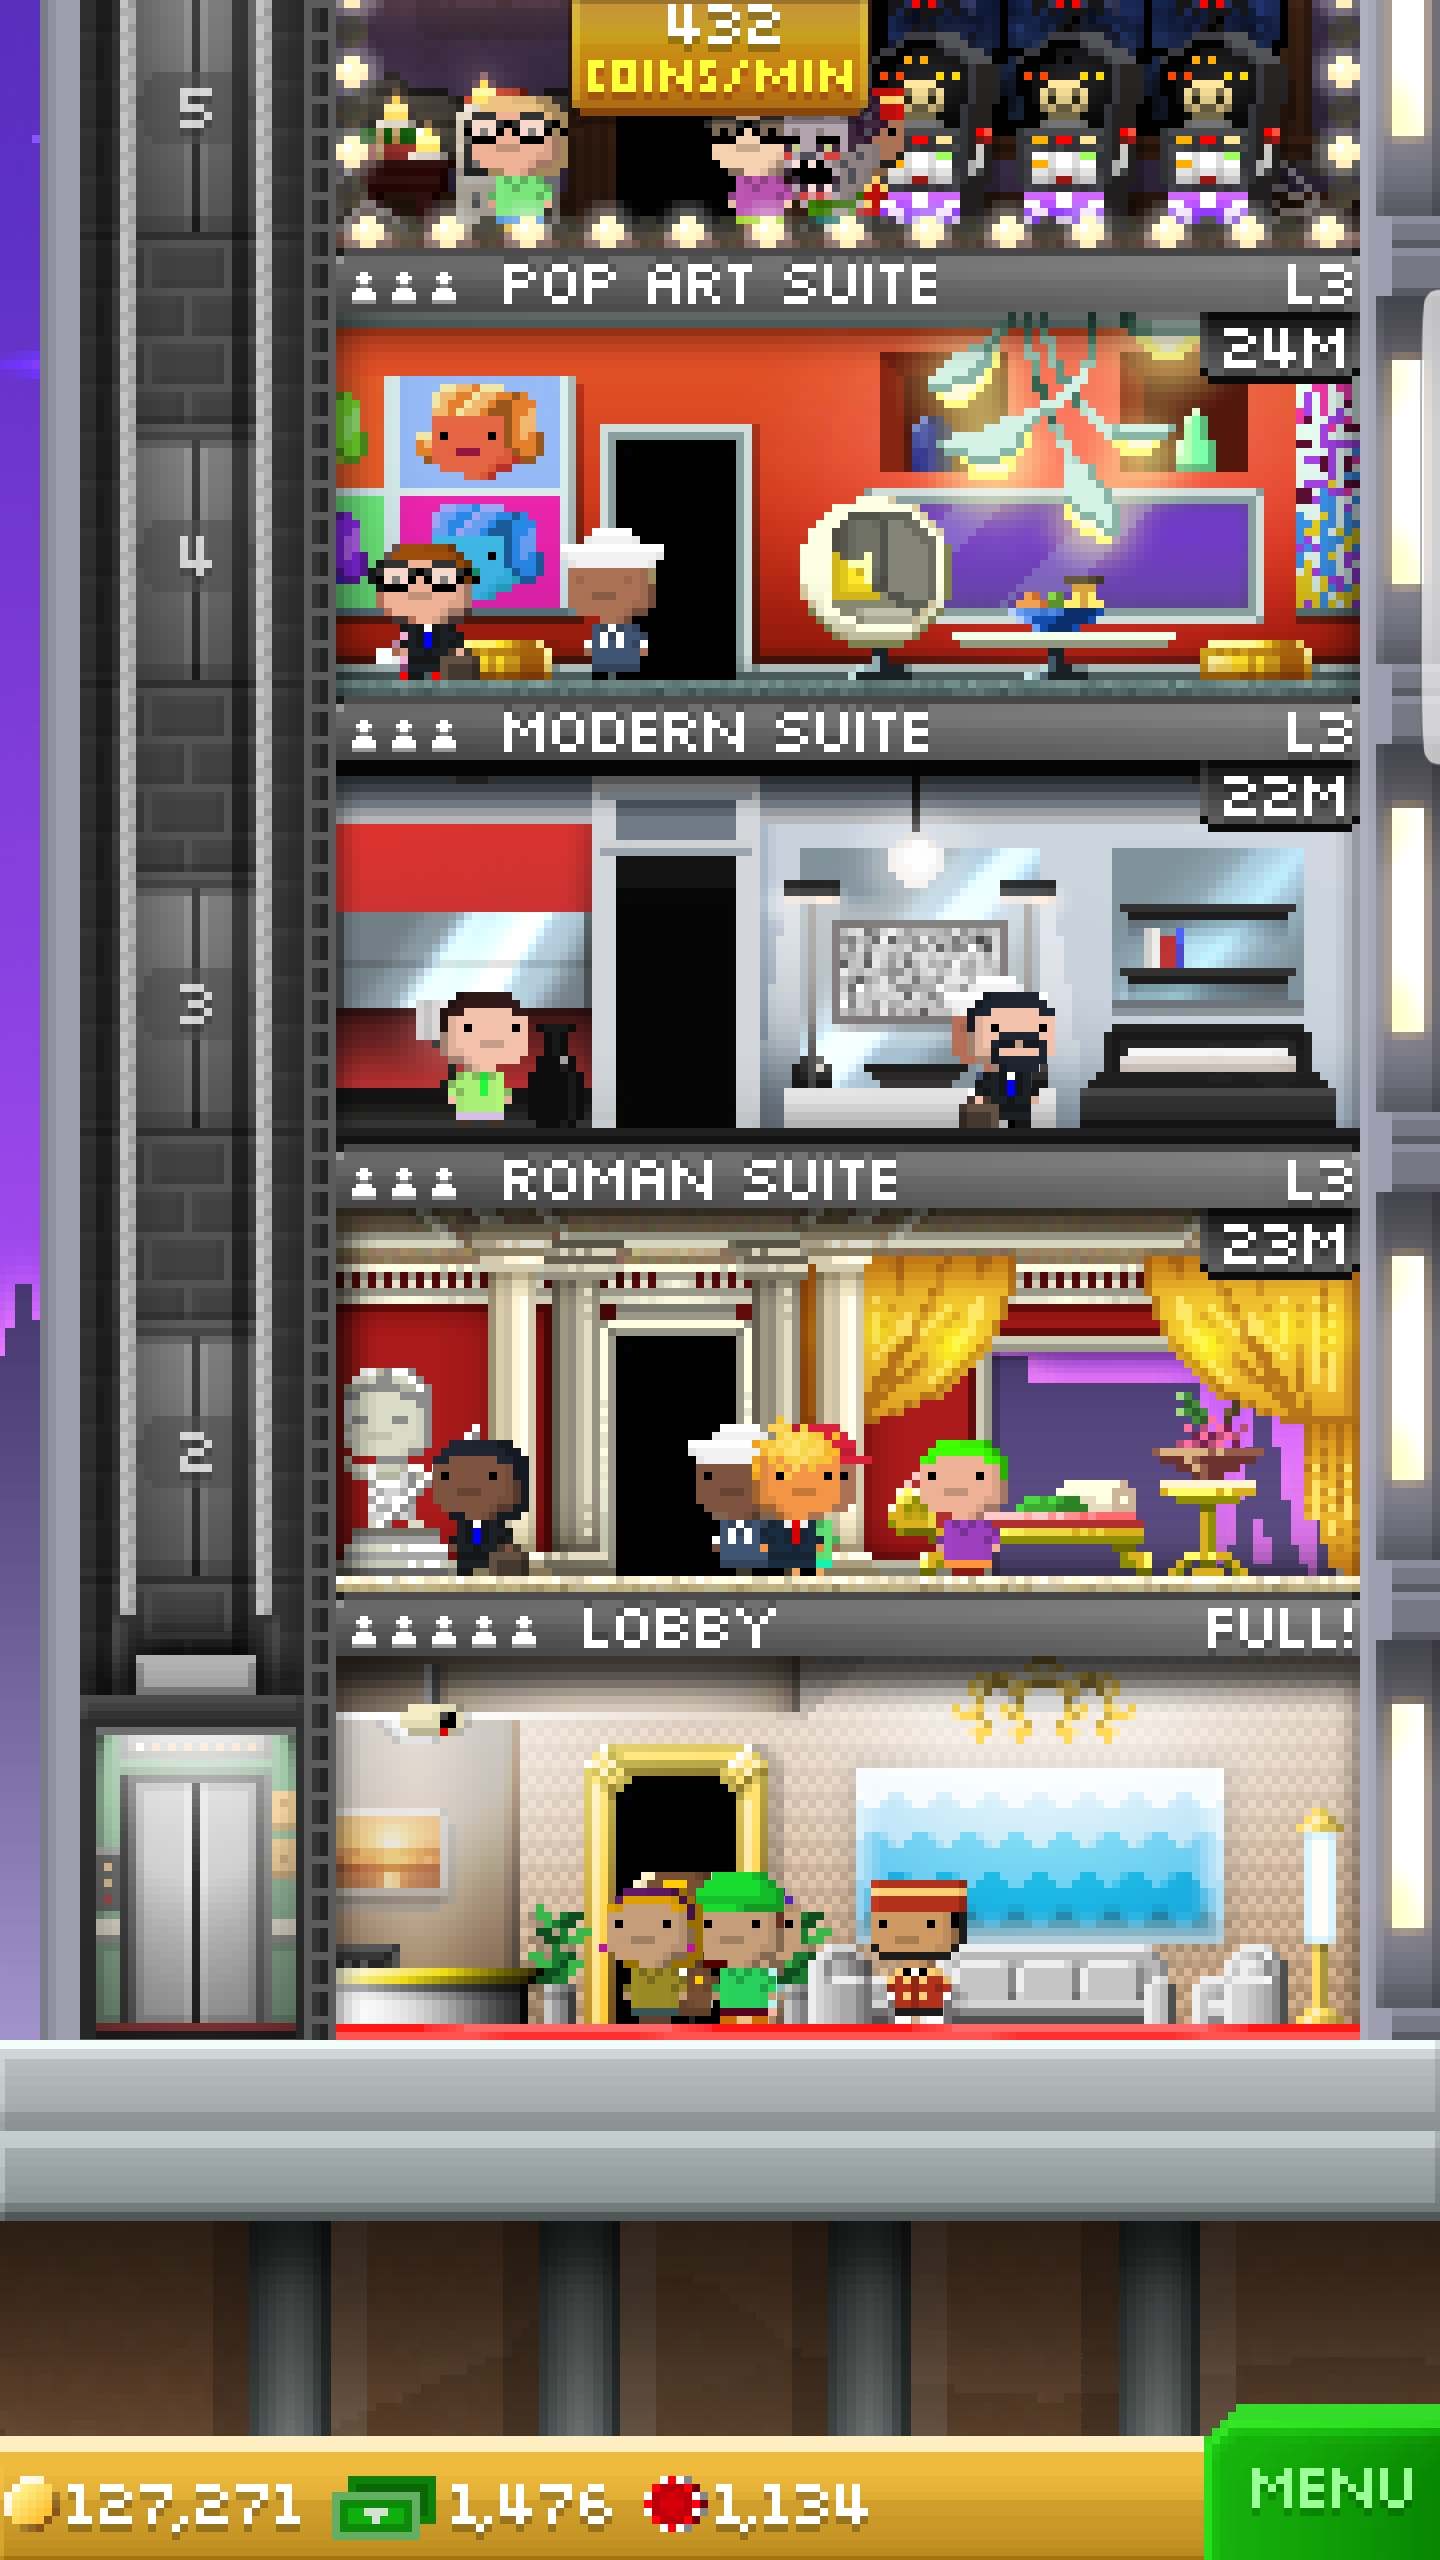 432
COINS/MIN
5
POP ART SUITE L3
24M
4
MODERN SUITE L3
22M
3
ROMAN SUITE L3
23M
2
LOBBY FULL!
127,271 1,476 1,134 MENU